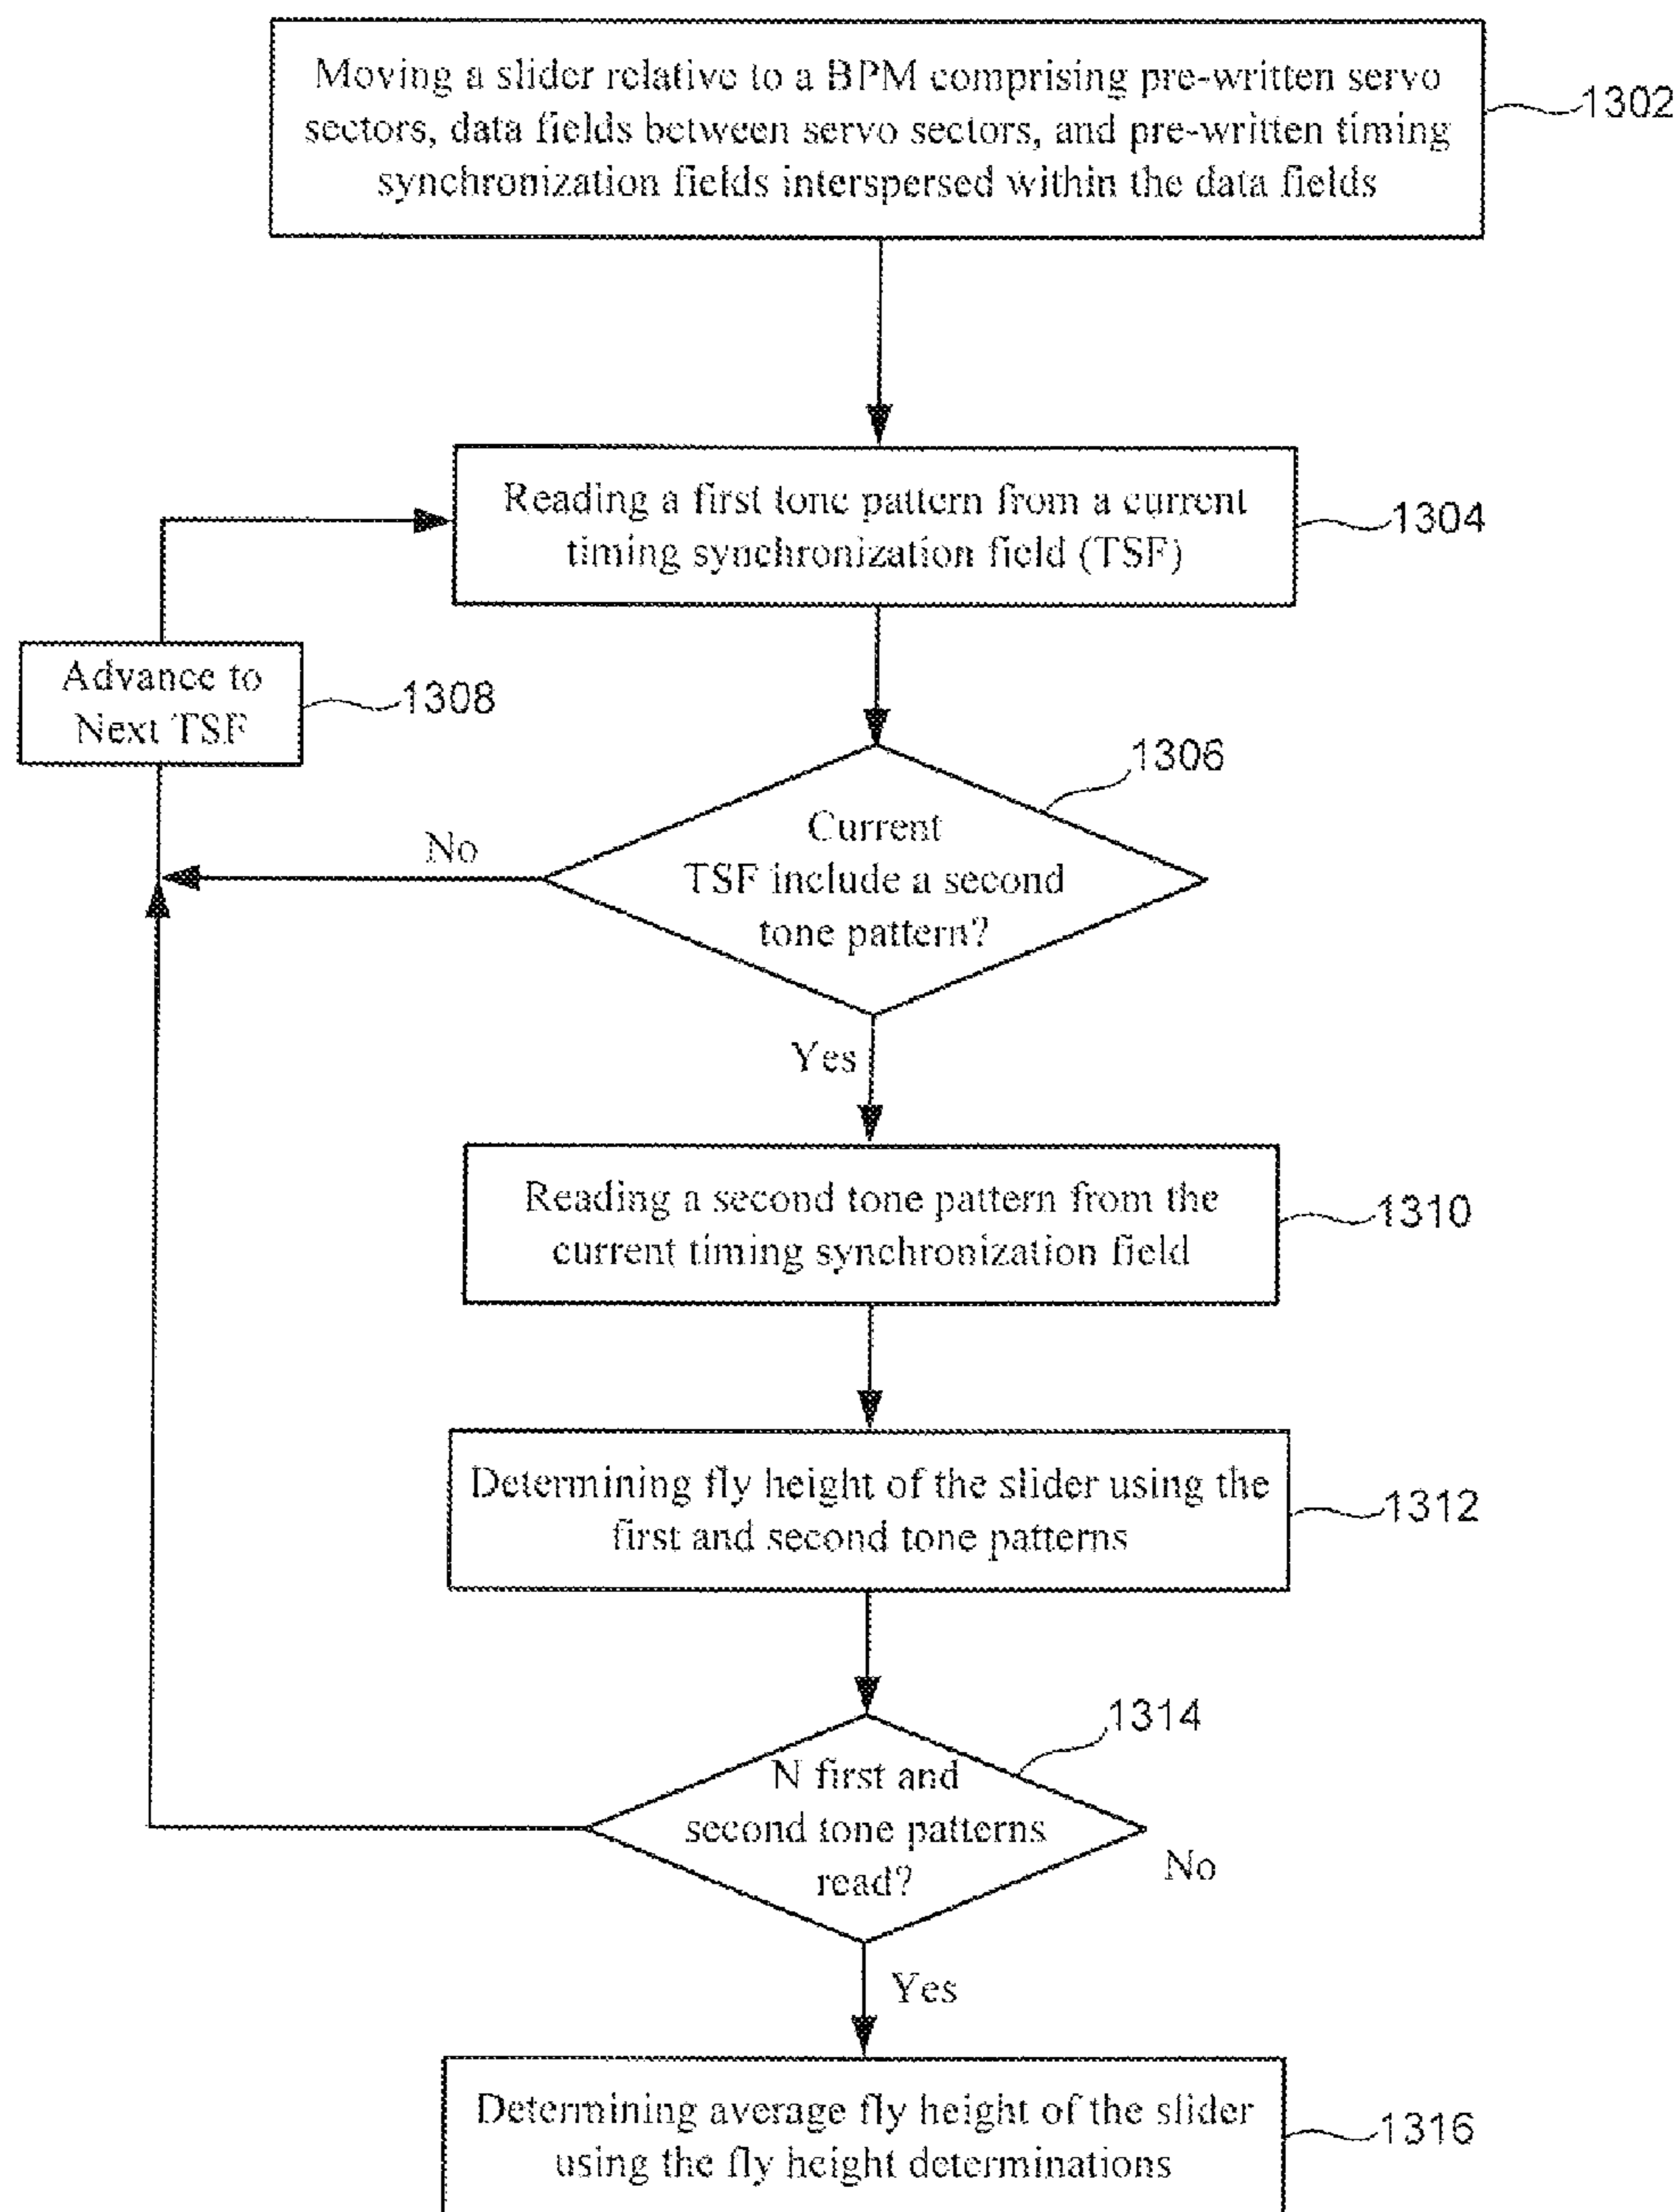 Moving a slider relative to a BPM comprising pre-written servo
sectors, data fields between servo sectors, and pre-written timing
synchronization fields interspersed within the data fields
1302
Reading a first tone pattern from a current
timing synchronization field (TSF)
1304
Advance to
Next TSF
1308
1306
Current
TSF include a second
tone pattern?
No
Yes
Reading a second tone pattern from the
current timing synchronization field
1310
Determining fly height of the slider using the
first and second tone patterns
1312
1314
N first and
second tone patterns
read?
No
Yes
Determining average fly height of the slider
using the fly height determinations
1316